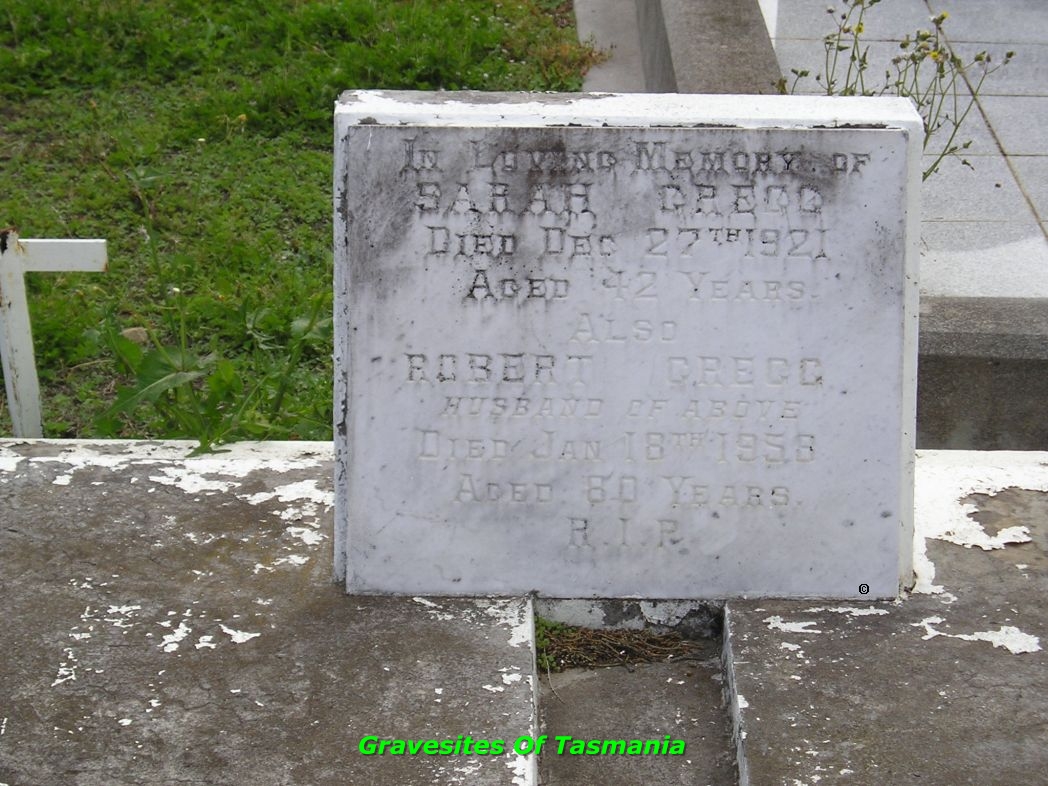 In Loving Memory of
SARAH GREGG
Died Dec 27TH 1921
Aged 42 Years.
Also
ROBERT GREGG
HUSBAND OF ABOVE
Died Jan 18TH 1953
Aged 80 Years.
R.I.P.
©
Gravesites Of Tasmania